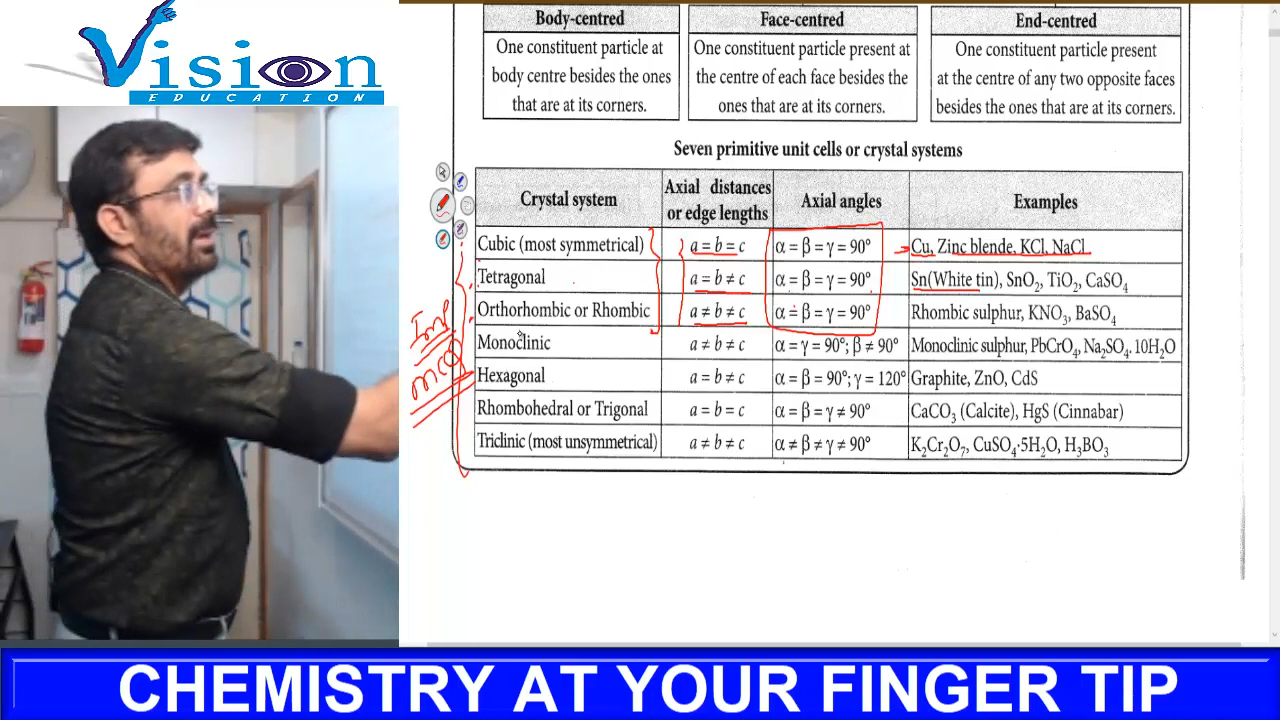 Vision
EDUCATION
Body-centred
One constituent particle at
body centre besides the ones
that are at its corners.
Face-centred
One constituent particle present at
the centre of each face besides the
ones that are at its corners.
End-centred
One constituent particle present
at the centre of any two opposite faces
besides the ones that are at its corners.
Seven primitive unit cells or crystal systems
Crystal system | Axial distances or edge lengths | Axial angles | Examples
Cubic (most symmetrical) | a = b = c | α = β = γ = 90° | Cu, Zinc blende, KCl, NaCl
Tetragonal | a = b ≠ c | α = β = γ = 90° | Sn(White tin), SnO₂, TiO₂, CaSO₄
Orthorhombic or Rhombic | a ≠ b ≠ c | α = β = γ = 90° | Rhombic sulphur, KNO₃, BaSO₄
Monoclinic | a ≠ b ≠ c | α = γ = 90°; β ≠ 90° | Monoclinic sulphur, PbCrO₄, Na₂SO₄·10H₂O
Hexagonal | a = b ≠ c | α = β = 90°; γ = 120° | Graphite, ZnO, CdS
Rhombohedral or Trigonal | a = b = c | α = β = γ ≠ 90° | CaCO₃ (Calcite), HgS (Cinnabar)
Triclinic (most unsymmetrical) | a ≠ b ≠ c | α ≠ β ≠ γ ≠ 90° | K₂Cr₂O₇, CuSO₄·5H₂O, H₃BO₃
Imp
MCQ
CHEMISTRY AT YOUR FINGER TIP